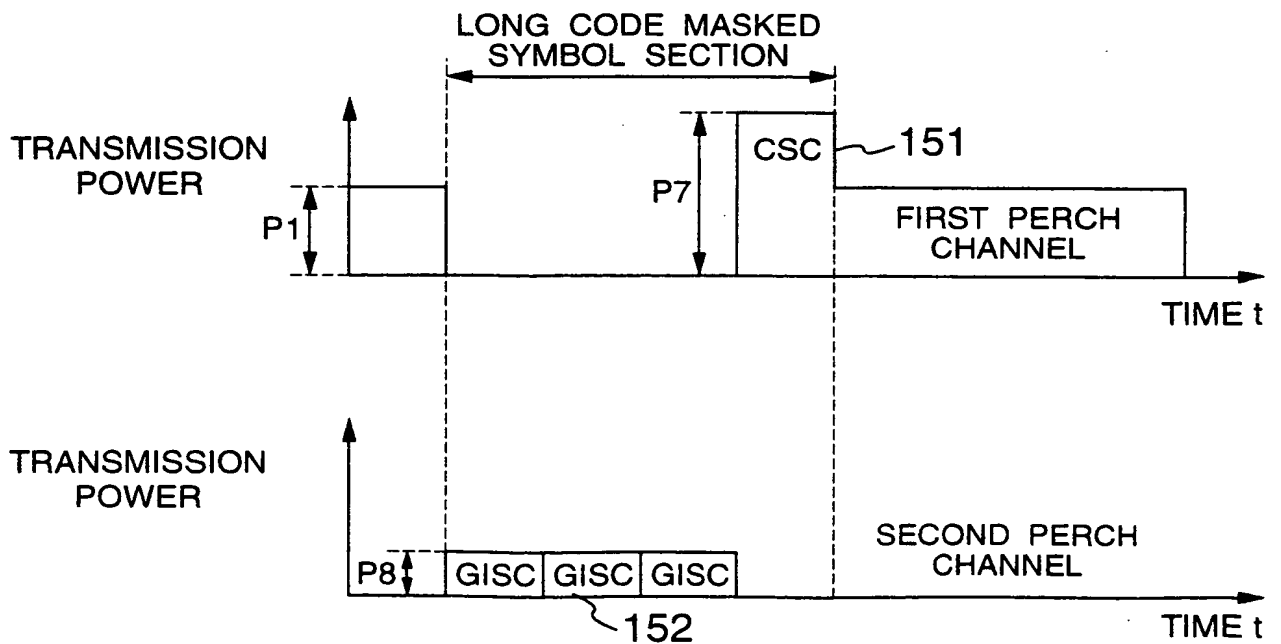 LONG CODE MASKED
SYMBOL SECTION
TRANSMISSION
POWER
P1
P7
CSC
151
FIRST PERCH
CHANNEL
TIME t
TRANSMISSION
POWER
P8
GISC GISC GISC
152
SECOND PERCH
CHANNEL
TIME t